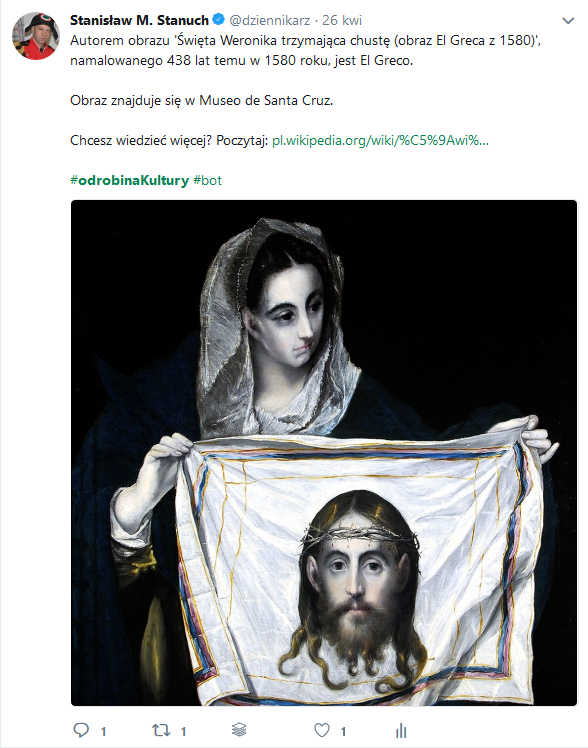 Stanisław M. Stanuch @dziennikarz · 26 kwi
Autorem obrazu 'Święta Weronika trzymająca chustę (obraz El Greca z 1580)',
namalowanego 438 lat temu w 1580 roku, jest El Greco.
Obraz znajduje się w Museo de Santa Cruz.
Chcesz wiedzieć więcej? Poczytaj: pl.wikipedia.org/wiki/%C5%9Awi%...
#odrobinaKultury #bot
1 1 1